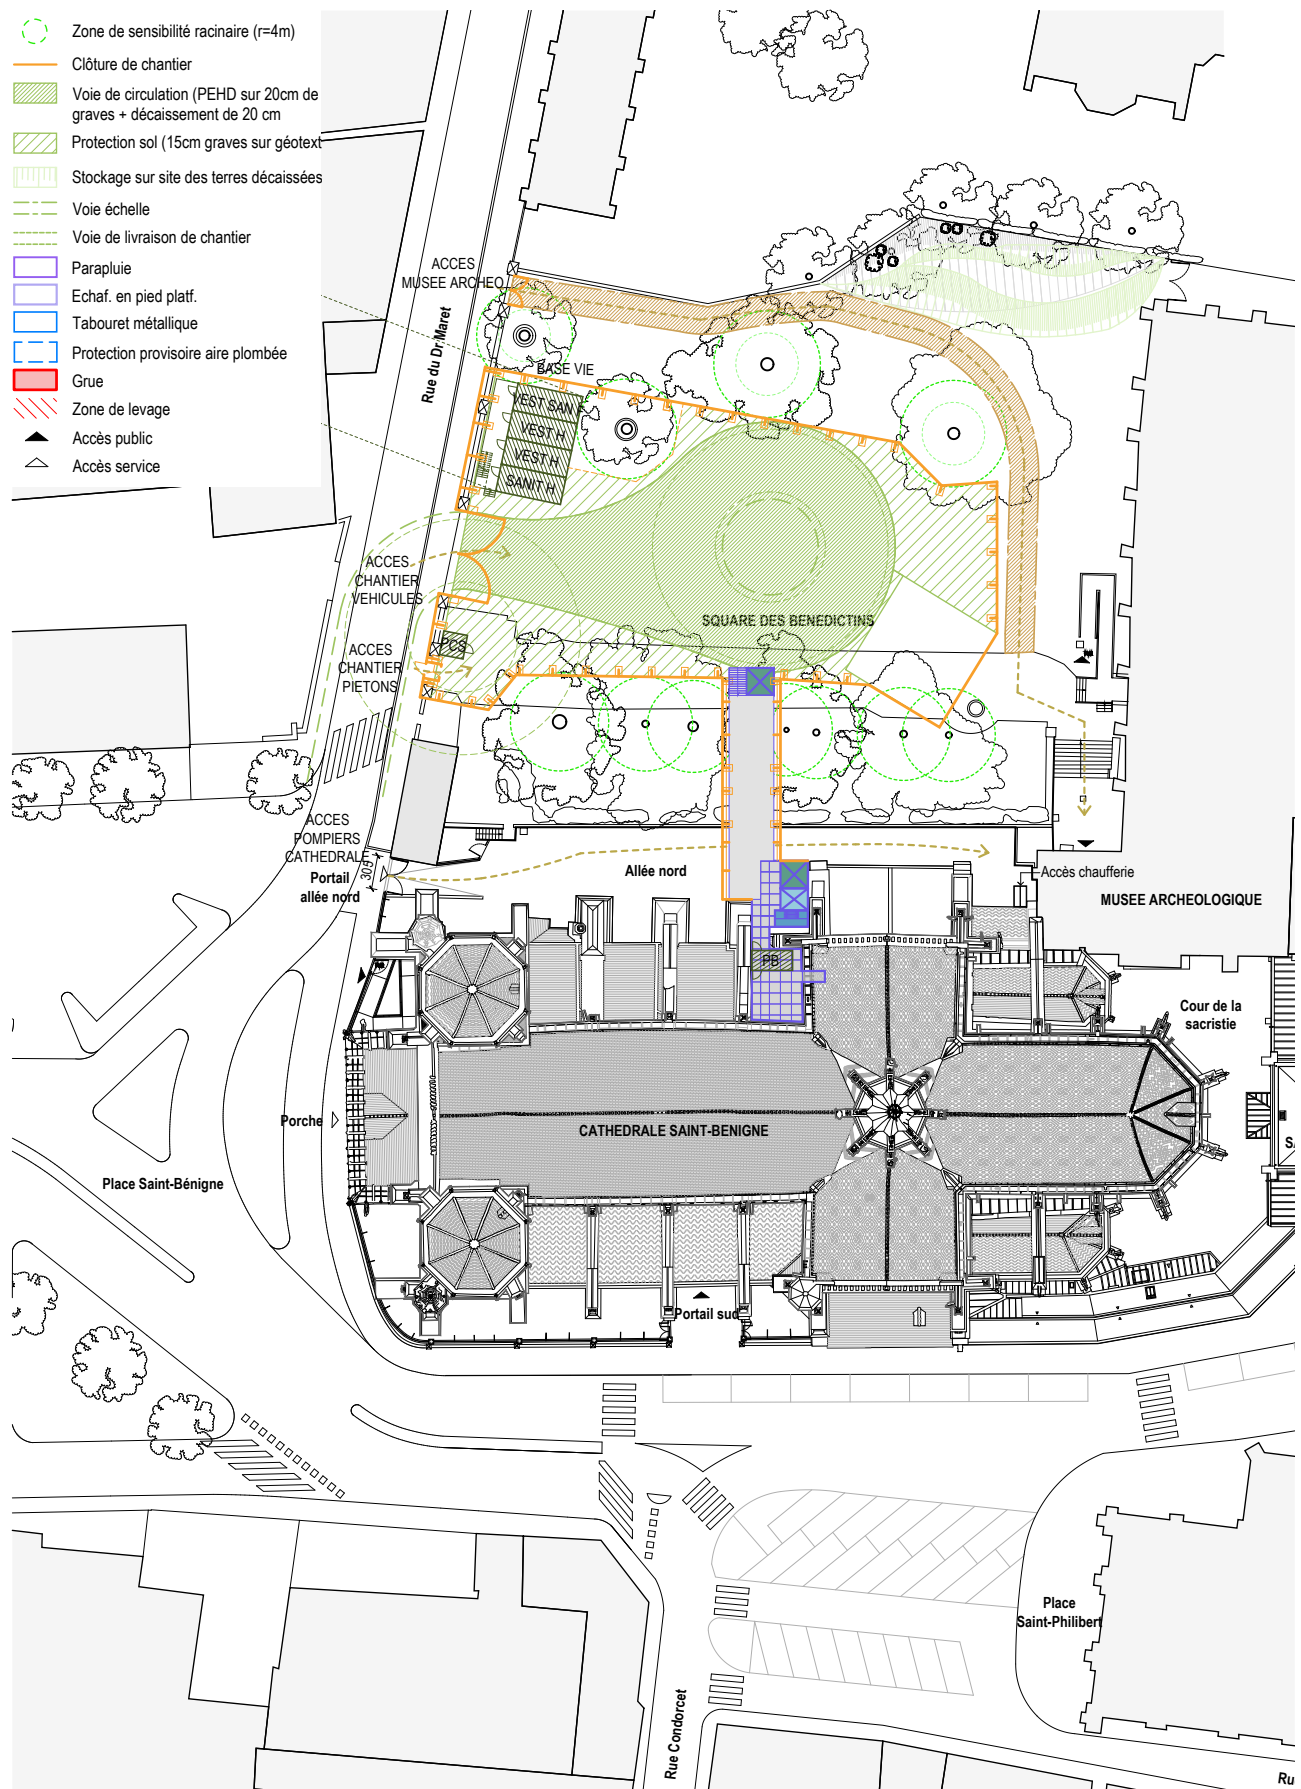 Zone de sensibilité racinaire (r=4m)
Clôture de chantier
Voie de circulation (PEHD sur 20cm de
graves + décaissement de 20 cm
Protection sol (15cm graves sur géotext
Stockage sur site des terres décaissées
Voie échelle
Voie de livraison de chantier
Parapluie
Echaf. en pied platf.
Tabouret métallique
Protection provisoire aire plombée
Grue
Zone de levage
Accès public
Accès service
ACCES
MUSEE ARCHEO
Rue du Dr Maret
BASE VIE
VEST SAN F
VEST H
VEST H
SANIT H
ACCES
CHANTIER
VEHICULES
SQUARE DES BENEDICTINS
PCS
ACCES
CHANTIER
PIETONS
ACCES
POMPIERS
CATHEDRALE
305
Portail
allée nord
Allée nord
Accès chaufferie
MUSEE ARCHEOLOGIQUE
PB
Cour de la
sacristie
Porche
CATHEDRALE SAINT-BENIGNE
SA
Place Saint-Bénigne
Portail sud
Place
Saint-Philibert
Rue Condorcet
Ru